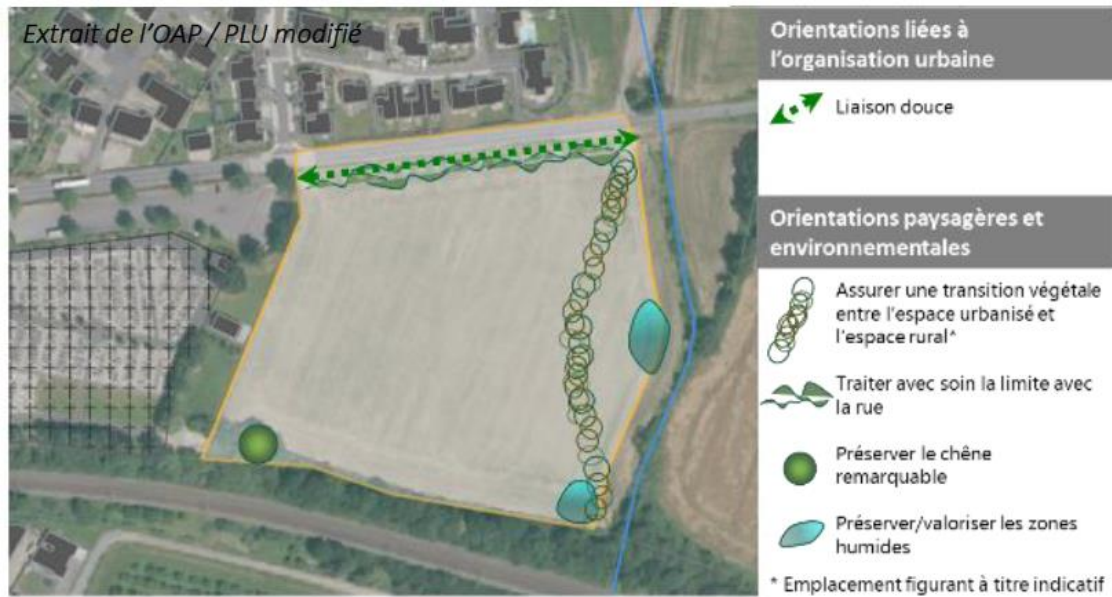 Extrait de l'OAP / PLU modifié
Orientations liées à
l'organisation urbaine
Liaison douce
Orientations paysagères et
environnementales
Assurer une transition végétale
entre l'espace urbanisé et
l'espace rural*
Traiter avec soin la limite avec
la rue
Préserver le chêne
remarquable
Préserver/valoriser les zones
humides
* Emplacement figurant à titre indicatif